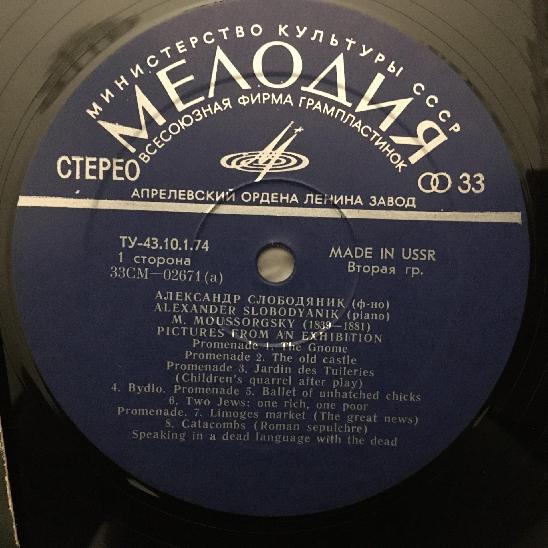 МИНИСТЕРСТВО КУЛЬТУРЫ СССР
МЕЛОДИЯ
ВСЕСОЮЗНАЯ ФИРМА ГРАМПЛАСТИНОК
СТЕРЕО
33
АПРЕЛЕВСКИЙ ОРДЕНА ЛЕНИНА ЗАВОД
ТУ-43.10.1.74
1 сторона
33СМ—02671(а)
MADE IN USSR
Вторая гр.
АЛЕКСАНДР СЛОБОДЯНИК (ф-но)
ALEXANDER SLOBODYANIK (piano)
M. MOUSSORGSKY (1839—1881)
PICTURES FROM AN EXHIBITION
Promenade 1. The Gnome
Promenade 2. The old castle
Promenade 3. Jardin des Tuileries
(Children's quarrel after play)
4. Bydlo. Promenade 5. Ballet of unhatched chicks
6. Two Jews: one rich, one poor
Promenade. 7. Limoges market (The great news)
8. Catacombs (Roman sepulchre)
Speaking in a dead language with the dead